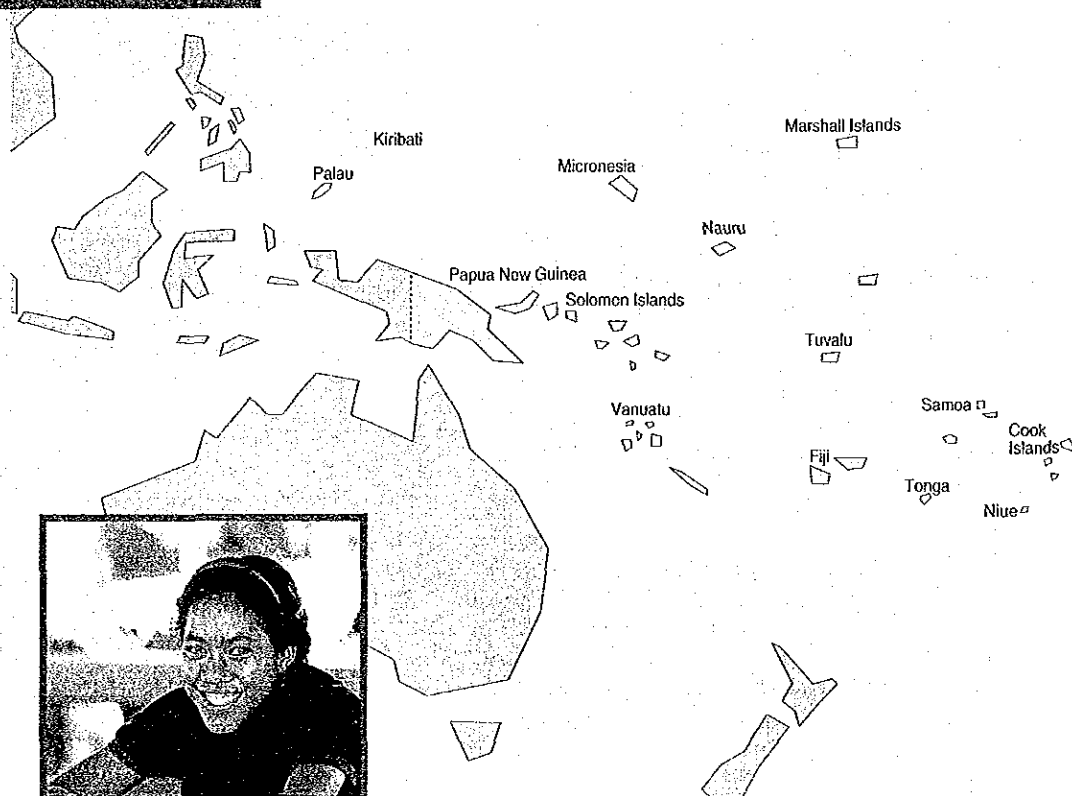 Marshall Islands
Kiribati
Micronesia
Palau
Nauru
Papua New Guinea
Solomon Islands
Tuvalu
Samoa
Vanuatu
Cook
Islands
Fiji
Tonga
Niue